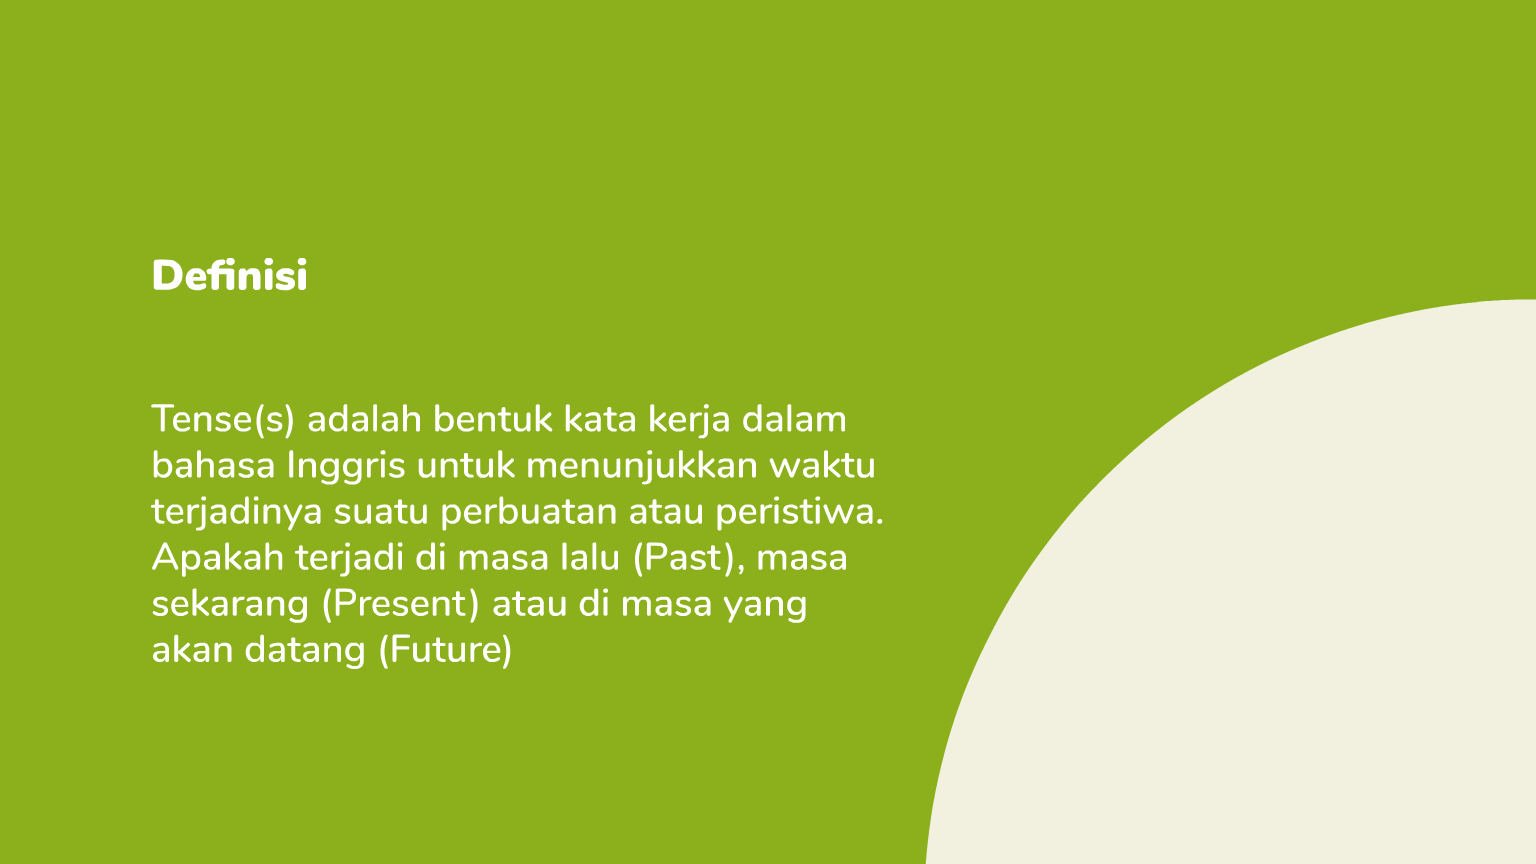 Definisi
Tense(s) adalah bentuk kata kerja dalam
bahasa Inggris untuk menunjukkan waktu
terjadinya suatu perbuatan atau peristiwa.
Apakah terjadi di masa lalu (Past), masa
sekarang (Present) atau di masa yang
akan datang (Future)